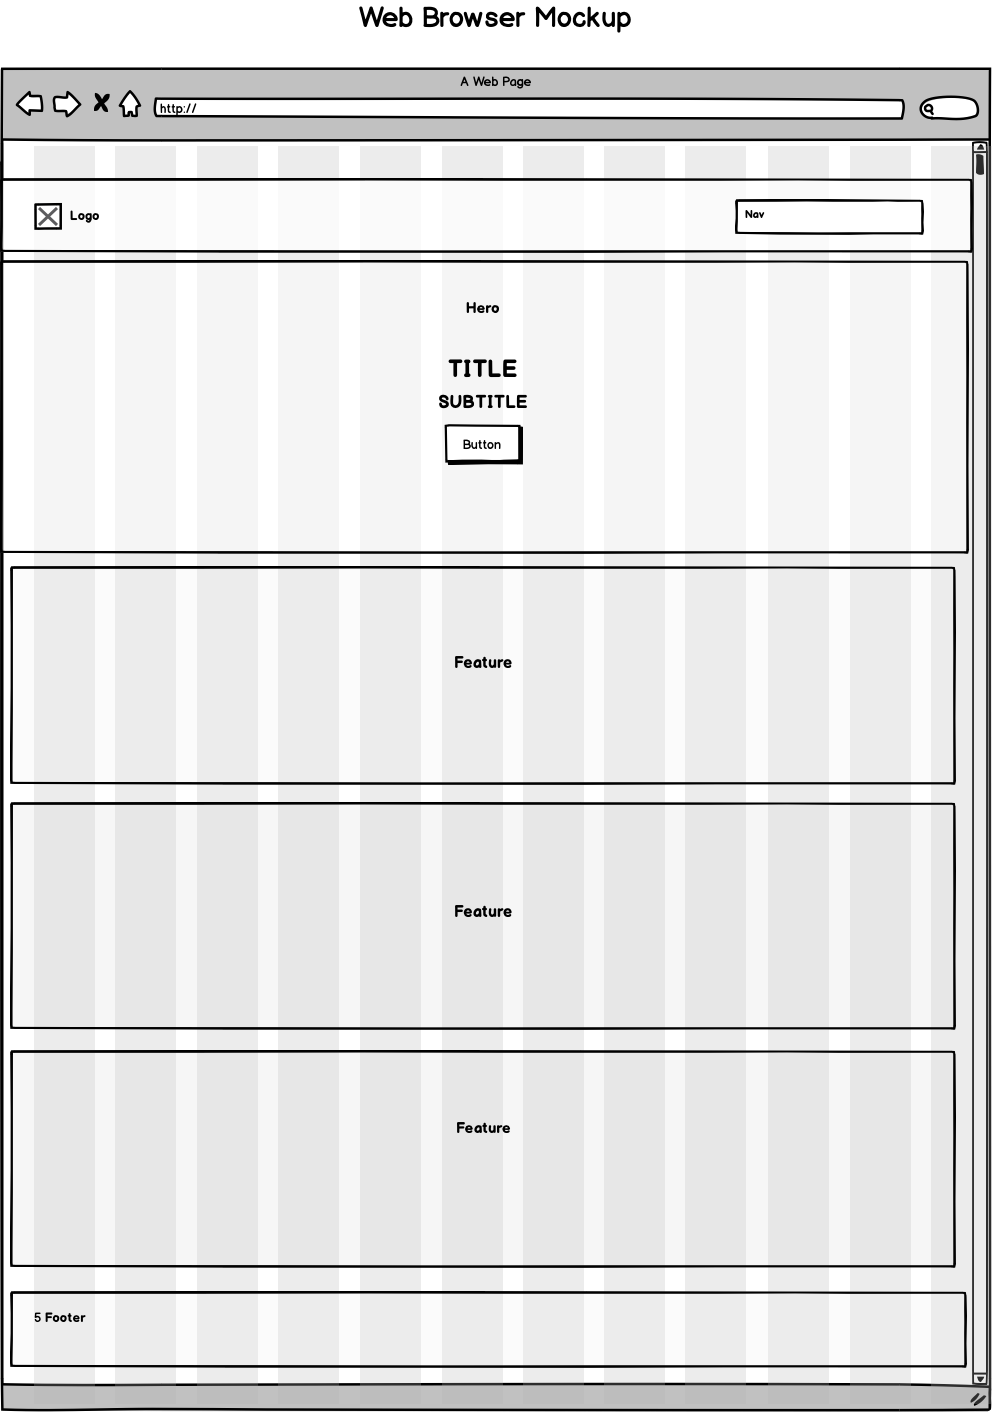 Web Browser Mockup
A Web Page
http://
Logo
Nav
Hero
TITLE
SUBTITLE
Button
Feature
Feature
Feature
5 Footer